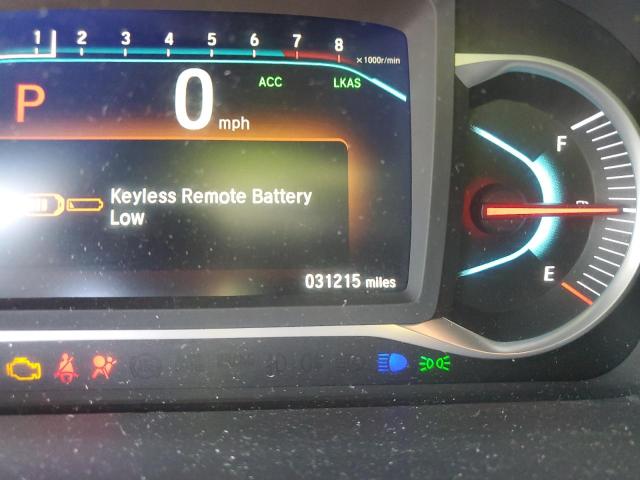 1 2 3 4 5 6 7 8
×1000r/min
ACC LKAS
P 0 mph
F
Keyless Remote Battery
Low
E
031215 miles